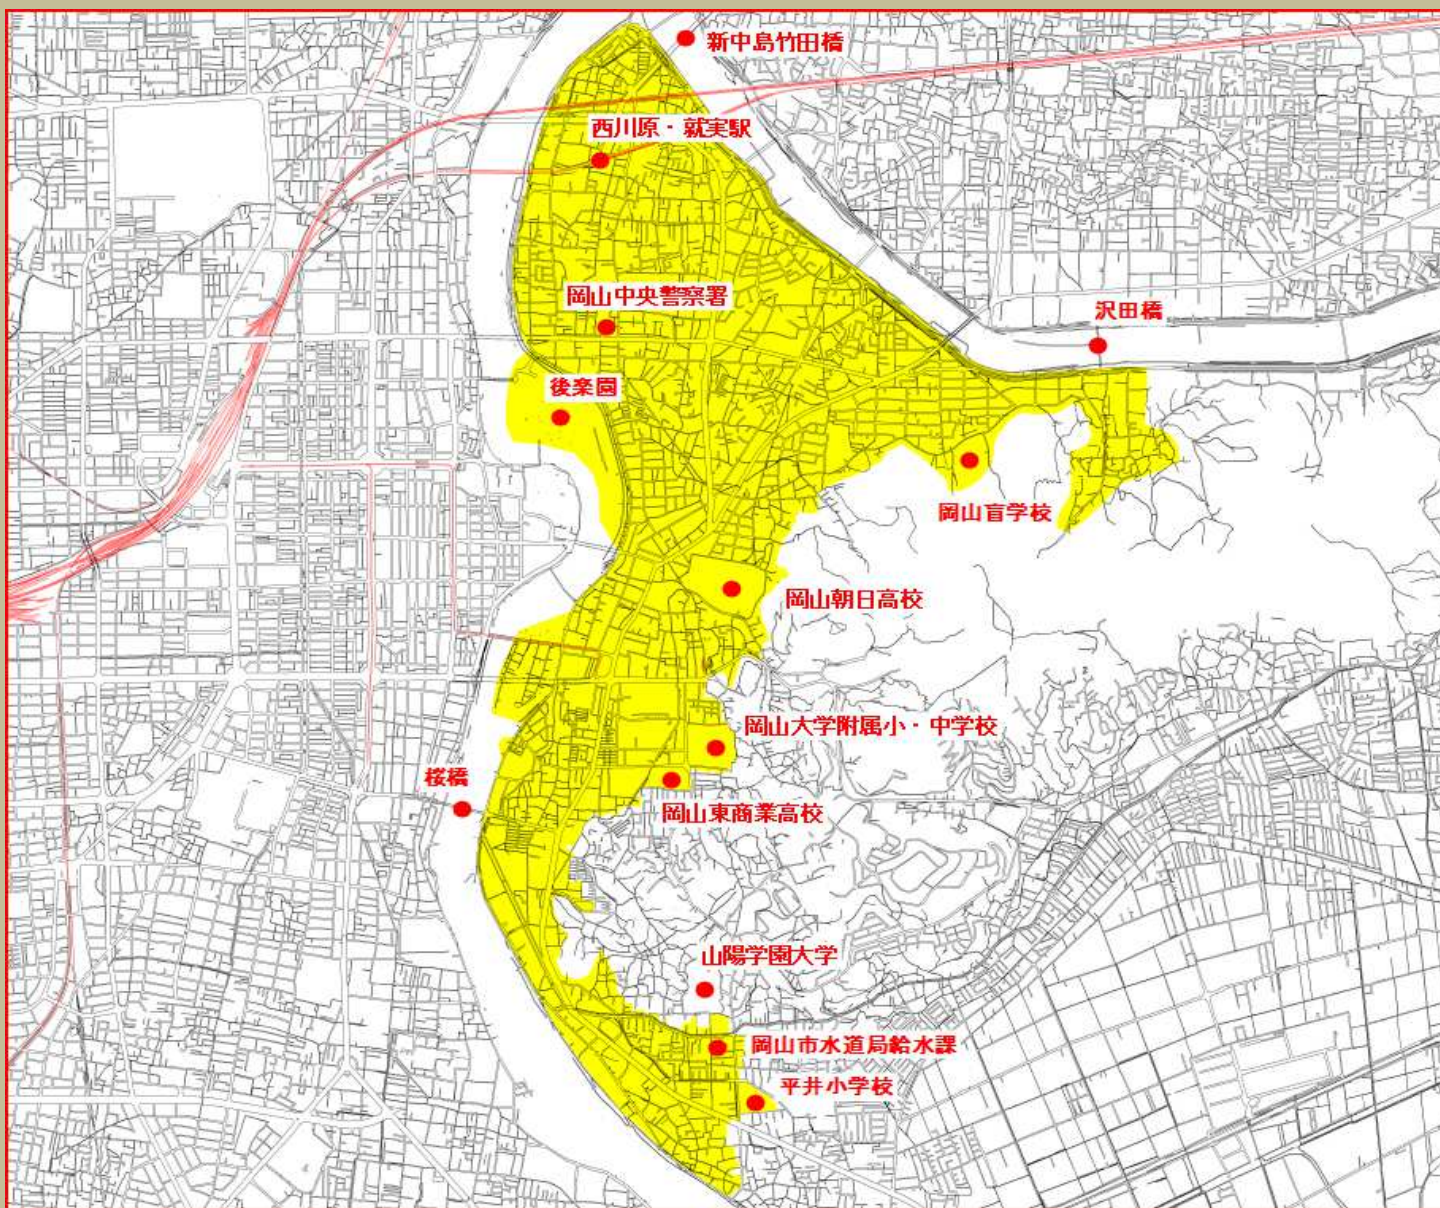 新中島竹田橋
西川原・就実駅
岡山中央警察署
沢田橋
後楽園
岡山盲学校
岡山朝日高校
岡山大学附属小・中学校
桜橋
岡山東商業高校
山陽学園大学
岡山市水道局給水課
平井小学校